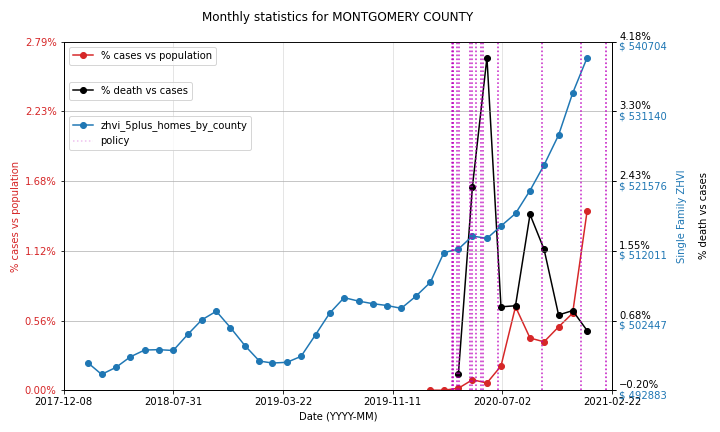 Monthly statistics for MONTGOMERY COUNTY
2.79%
2.23%
1.68%
1.12%
0.56%
0.00%
% cases vs population
% cases vs population
% death vs cases
zhvi_5plus_homes_by_county
policy
4.18%
$ 540704
3.30%
$ 531140
2.43%
$ 521576
1.55%
$ 512011
0.68%
$ 502447
−0.20%
$ 492883
Single Family ZHVI
% death vs cases
2017-12-08
2018-07-31
2019-03-22
2019-11-11
2020-07-02
2021-02-22
Date (YYYY-MM)